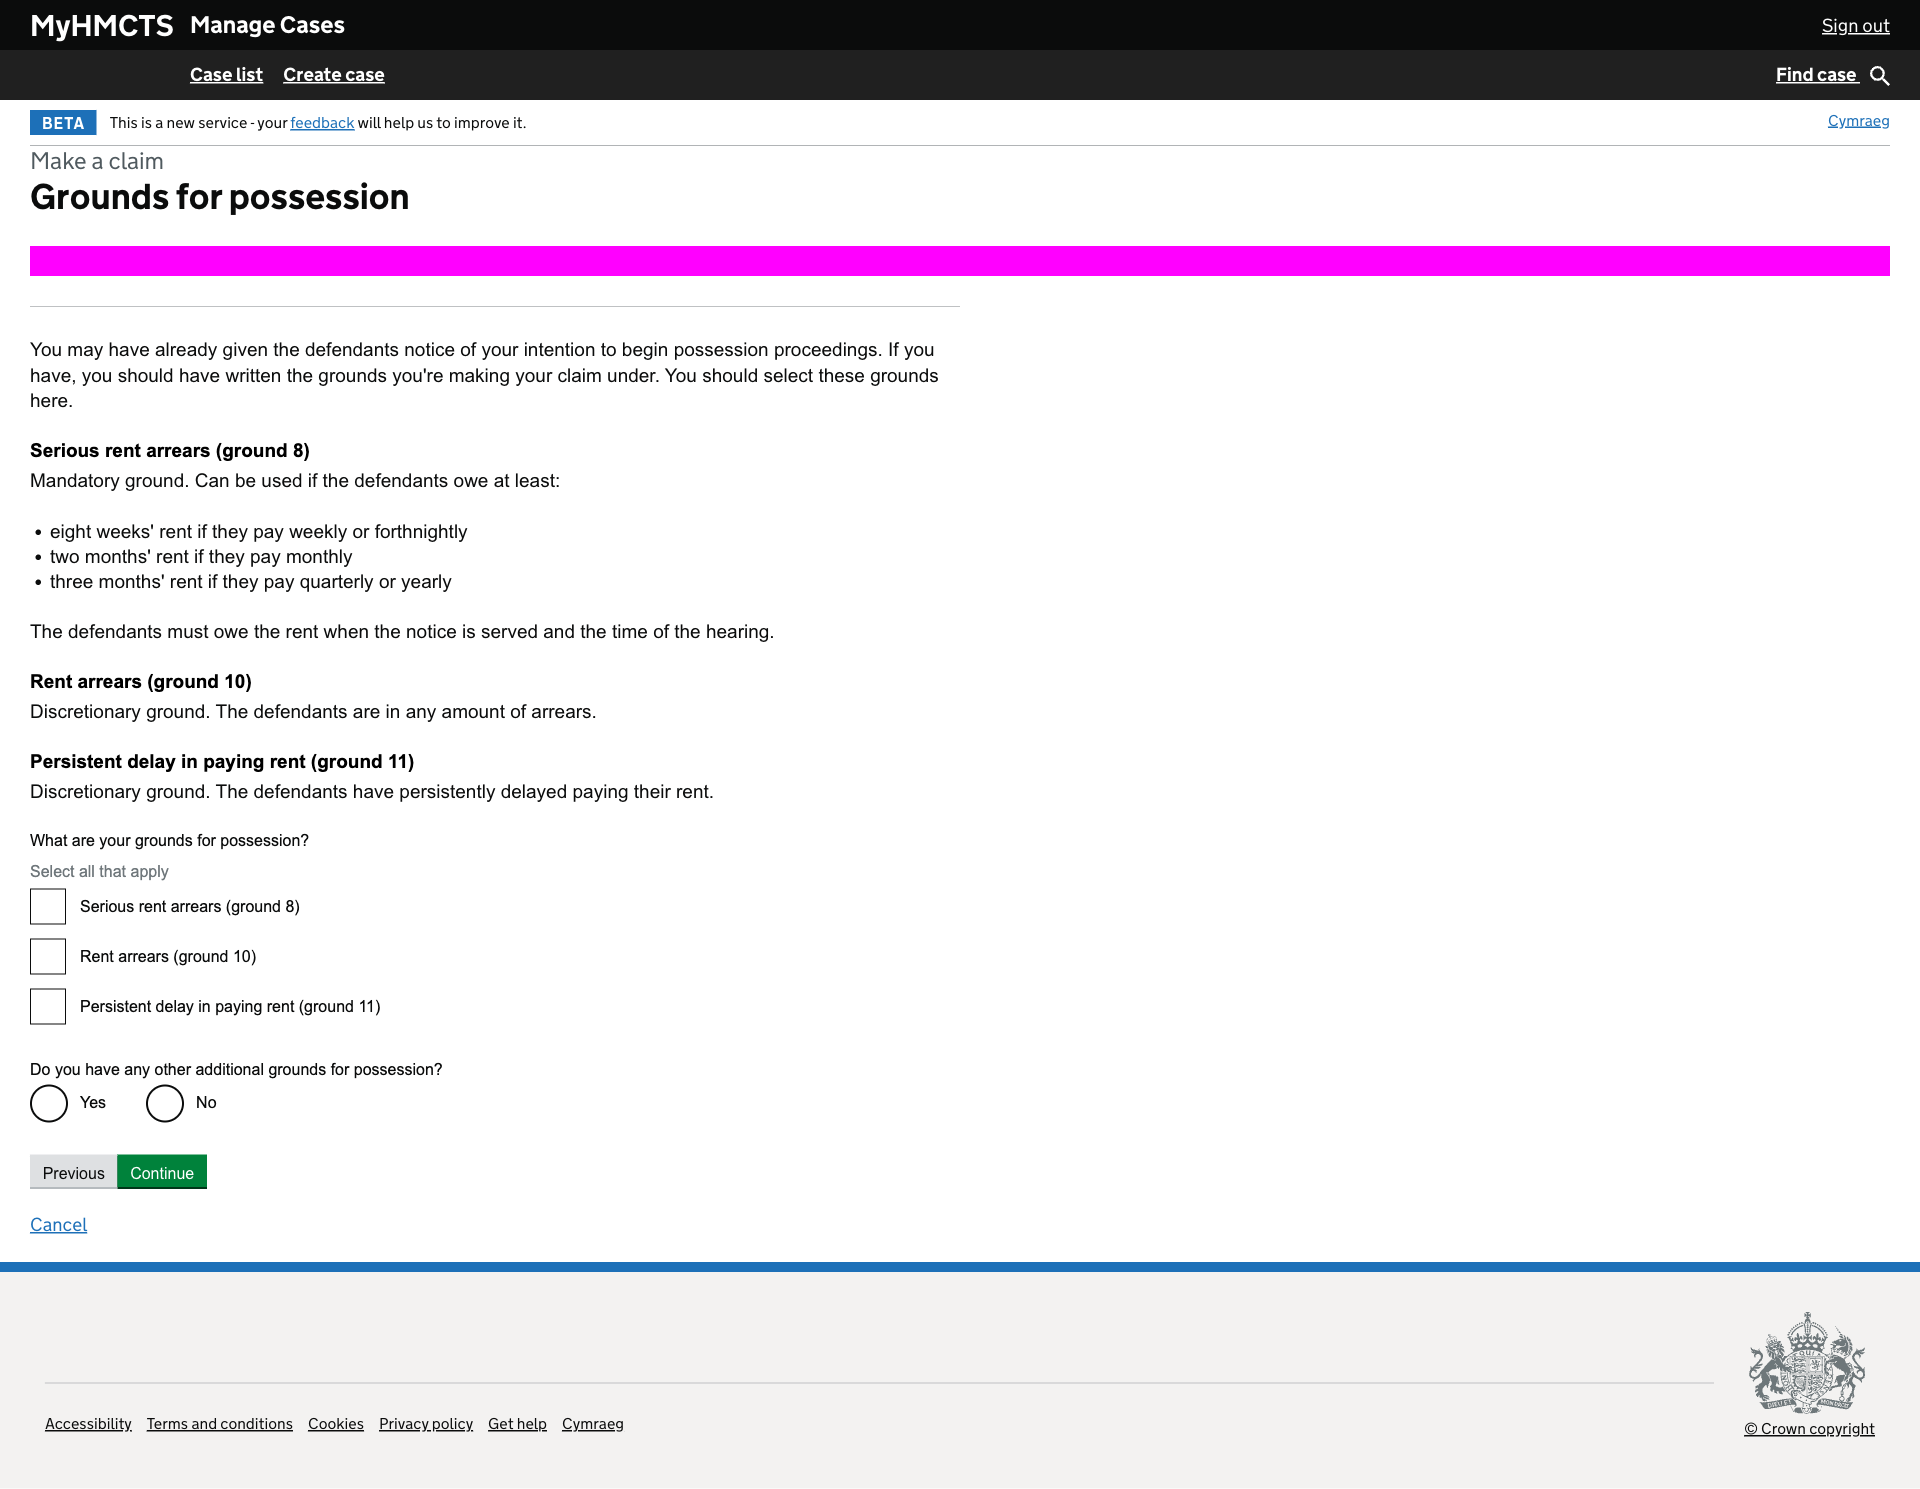 MyHMCTS Manage Cases Sign out
Case list Create case Find case
BETA This is a new service - your feedback will help us to improve it. Cymraeg
Make a claim
Grounds for possession
You may have already given the defendants notice of your intention to begin possession proceedings. If you
have, you should have written the grounds you're making your claim under. You should select these grounds
here.
Serious rent arrears (ground 8)
Mandatory ground. Can be used if the defendants owe at least:
• eight weeks' rent if they pay weekly or forthnightly
• two months' rent if they pay monthly
• three months' rent if they pay quarterly or yearly
The defendants must owe the rent when the notice is served and the time of the hearing.
Rent arrears (ground 10)
Discretionary ground. The defendants are in any amount of arrears.
Persistent delay in paying rent (ground 11)
Discretionary ground. The defendants have persistently delayed paying their rent.
What are your grounds for possession?
Select all that apply
Serious rent arrears (ground 8)
Rent arrears (ground 10)
Persistent delay in paying rent (ground 11)
Do you have any other additional grounds for possession?
Yes No
Previous Continue
Cancel
Accessibility Terms and conditions Cookies Privacy policy Get help Cymraeg
© Crown copyright